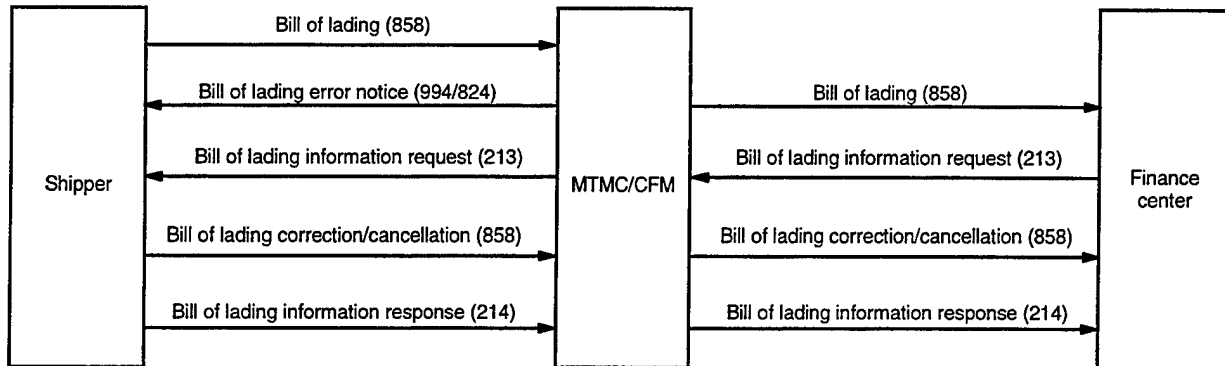 Bill of lading (858)
Bill of lading error notice (994/824)
Bill of lading (858)
Bill of lading information request (213)
Bill of lading information request (213)
Shipper
MTMC/CFM
Finance
center
Bill of lading correction/cancellation (858)
Bill of lading correction/cancellation (858)
Bill of lading information response (214)
Bill of lading information response (214)